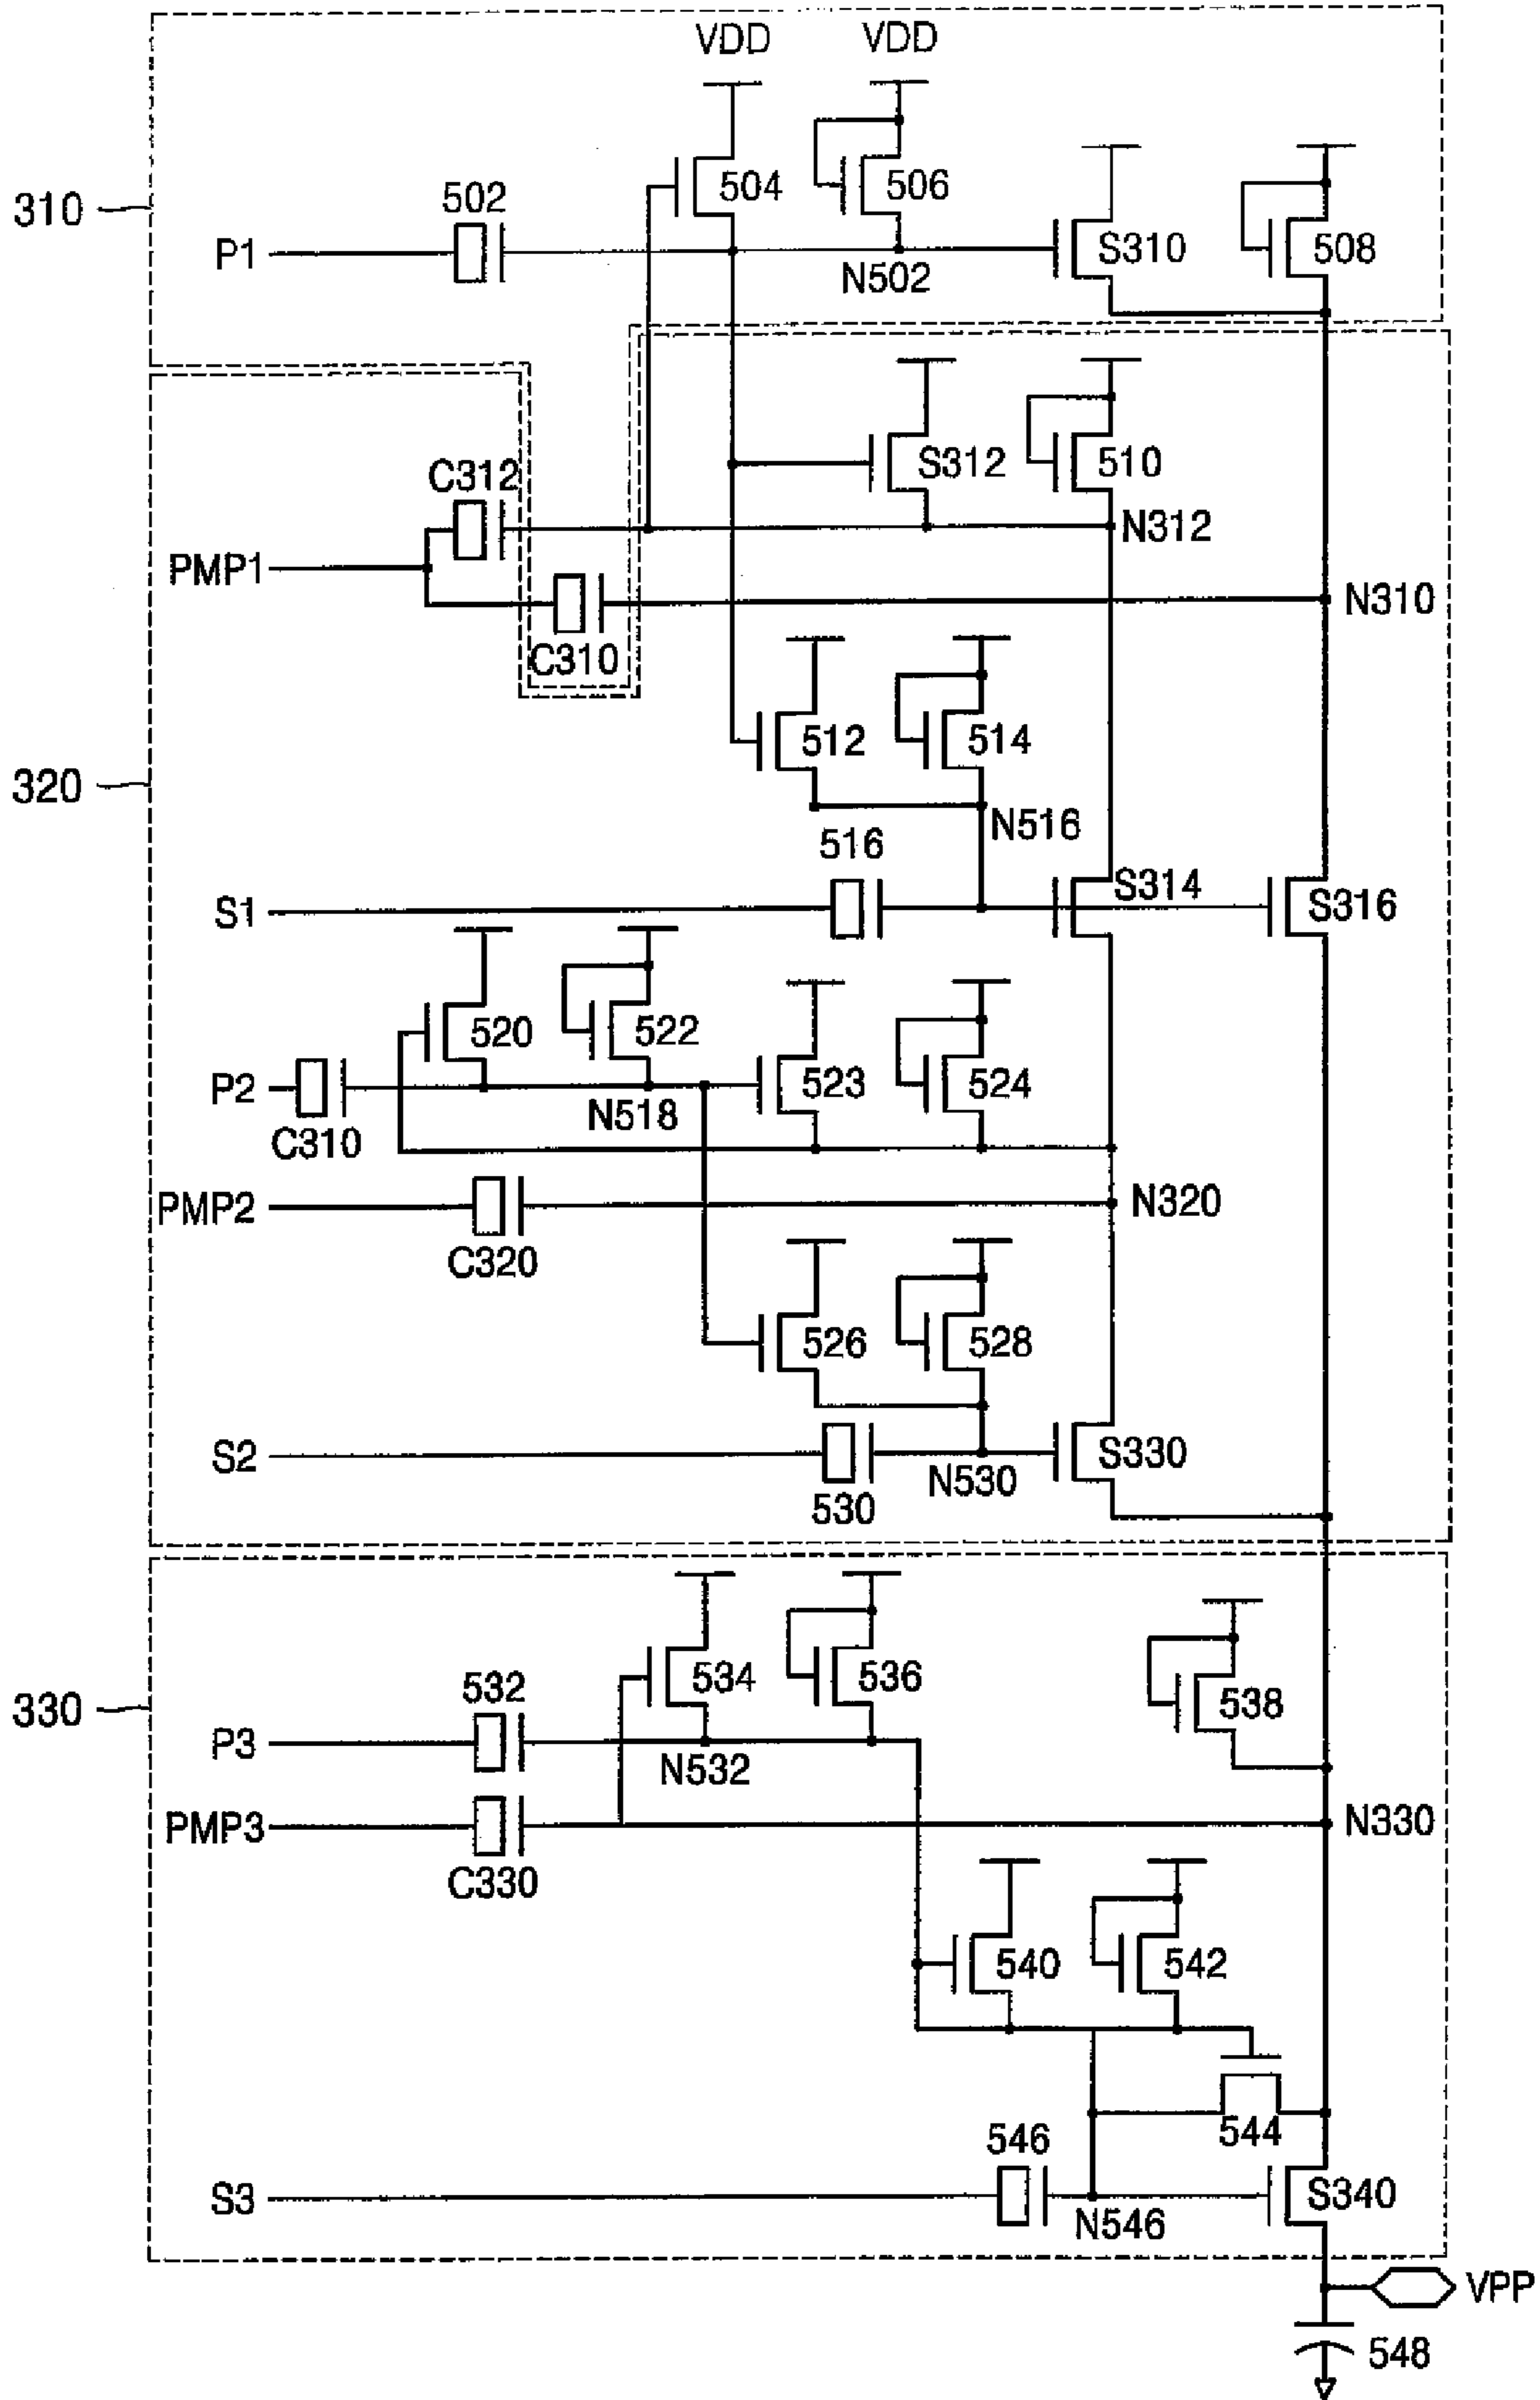 VDD VDD
310
502
504
506
P1
S310
508
N502
C312
S312
510
N312
PMP1
N310
C310
512
514
320
516
N516
S1
S314
S316
520
522
523
524
P2
N518
C310
PMP2
N320
C320
526
528
S2
S330
N530
530
534
536
538
330
532
P3
N532
PMP3
N330
C330
540
542
544
546
S3
S340
N546
VPP
548